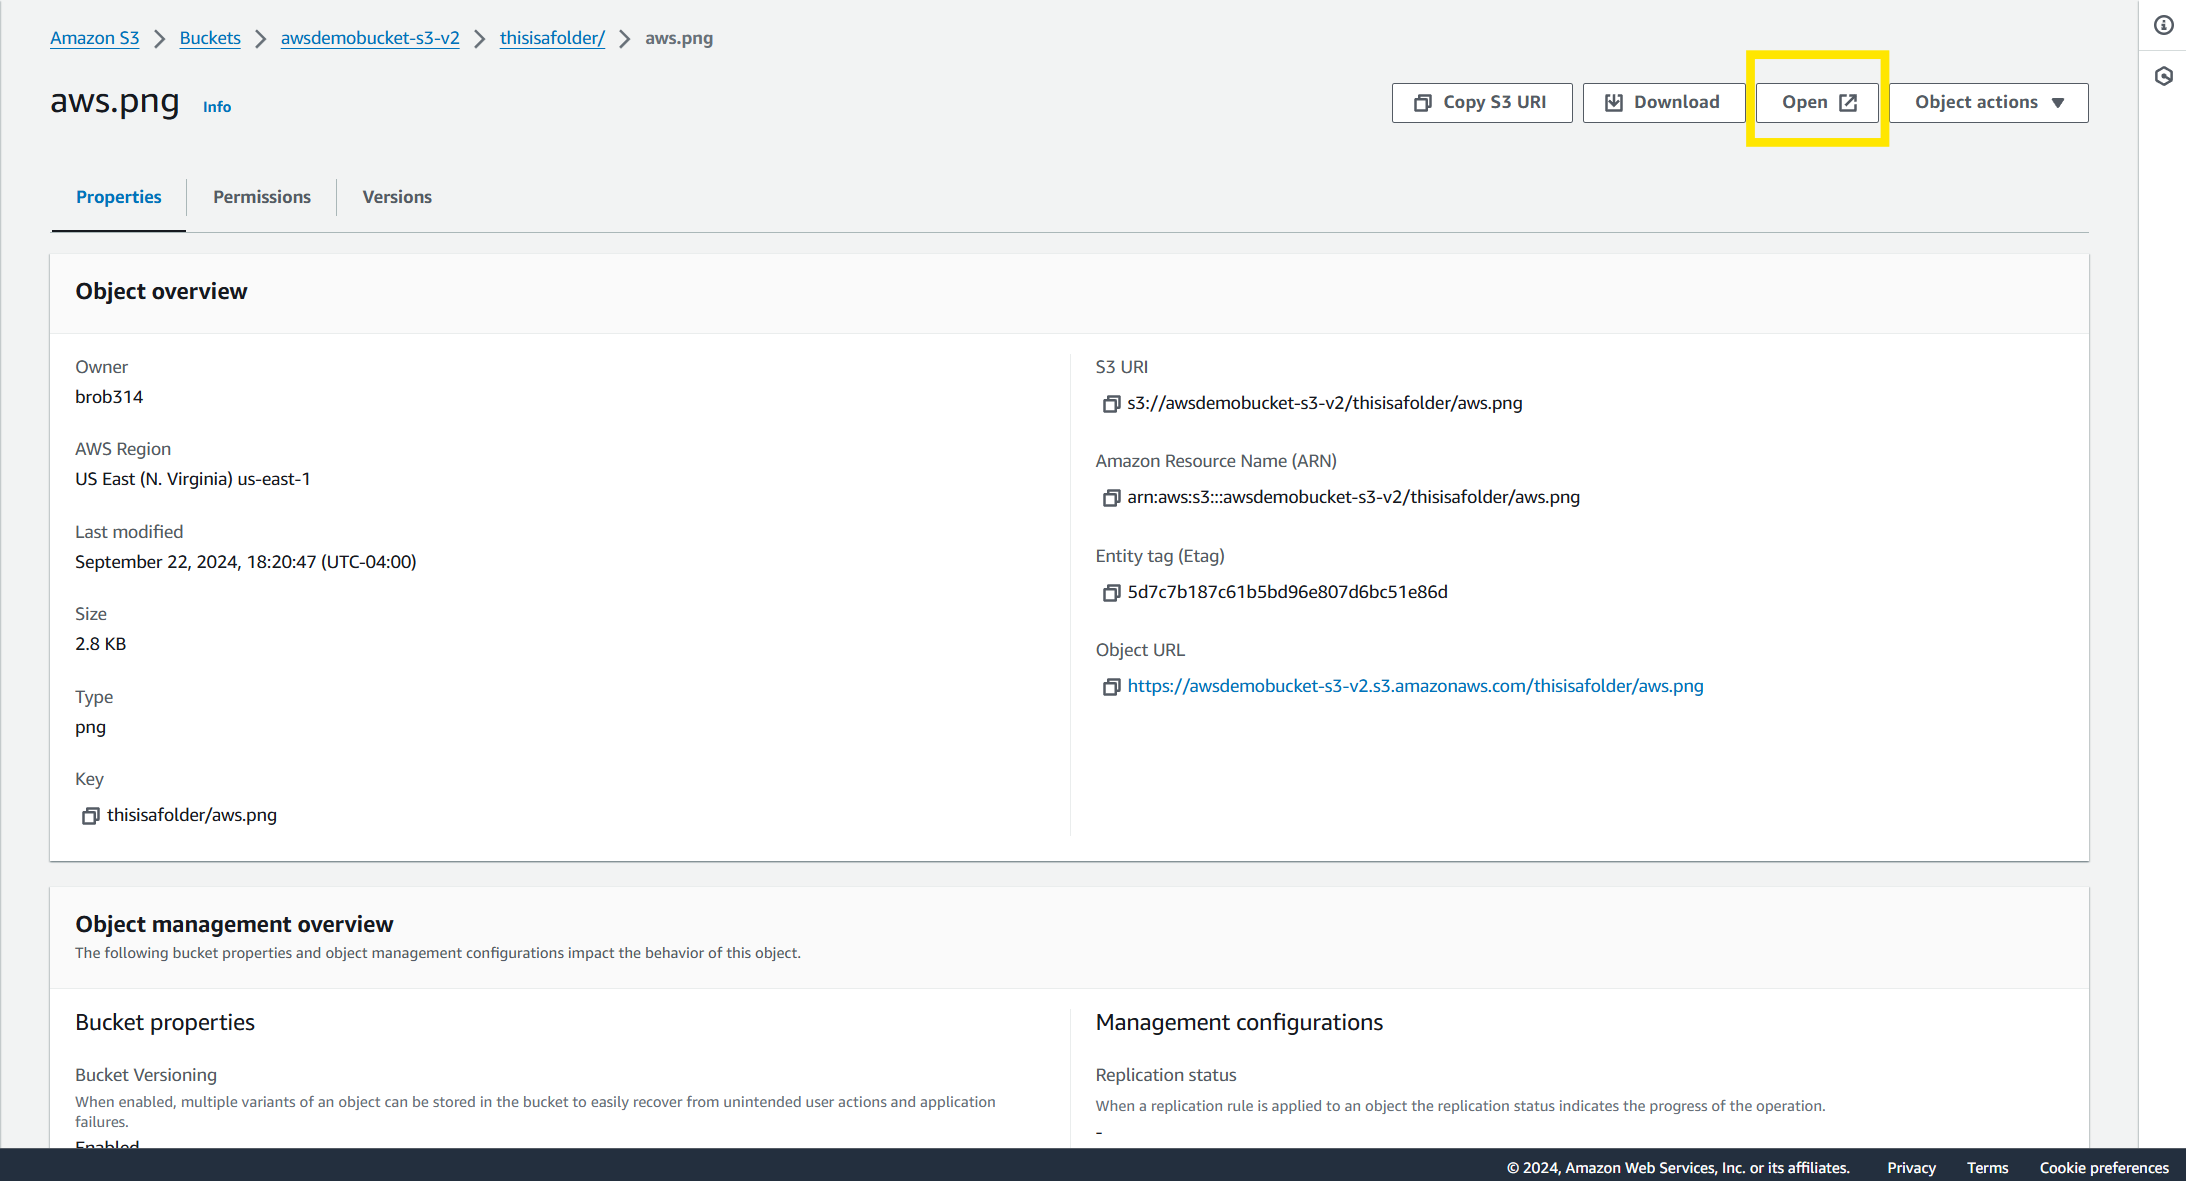 Amazon S3 > Buckets > awsdemobucket-s3-v2 > thisisafolder/ > aws.png
aws.png Info
Copy S3 URI
Download
Open
Object actions
Properties
Permissions
Versions
Object overview
Owner
brob314
AWS Region
US East (N. Virginia) us-east-1
Last modified
September 22, 2024, 18:20:47 (UTC-04:00)
Size
2.8 KB
Type
png
Key
thisisafolder/aws.png
S3 URI
s3://awsdemobucket-s3-v2/thisisafolder/aws.png
Amazon Resource Name (ARN)
arn:aws:s3:::awsdemobucket-s3-v2/thisisafolder/aws.png
Entity tag (Etag)
5d7c7b187c61b5bd96e807d6bc51e86d
Object URL
https://awsdemobucket-s3-v2.s3.amazonaws.com/thisisafolder/aws.png
Object management overview
The following bucket properties and object management configurations impact the behavior of this object.
Bucket properties
Bucket Versioning
When enabled, multiple variants of an object can be stored in the bucket to easily recover from unintended user actions and application
failures.
Enabled
Management configurations
Replication status
When a replication rule is applied to an object the replication status indicates the progress of the operation.
-
© 2024, Amazon Web Services, Inc. or its affiliates.
Privacy
Terms
Cookie preferences